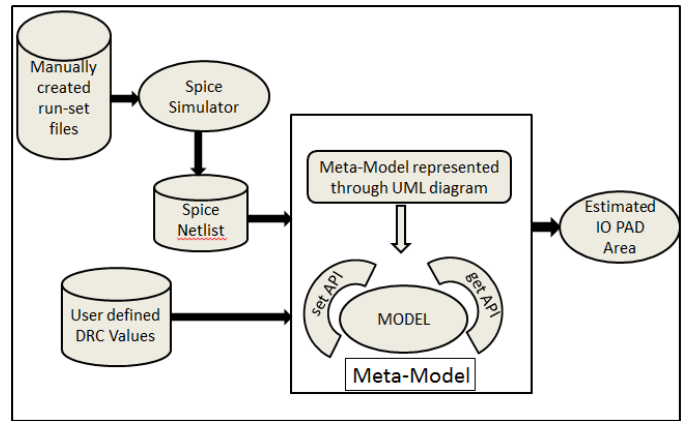 Manually
created
run-set
files
Spice
Simulator
Spice
Netlist
User defined
DRC Values
Meta-Model represented
through UML diagram
set API
get API
MODEL
Meta-Model
Estimated
IO PAD
Area